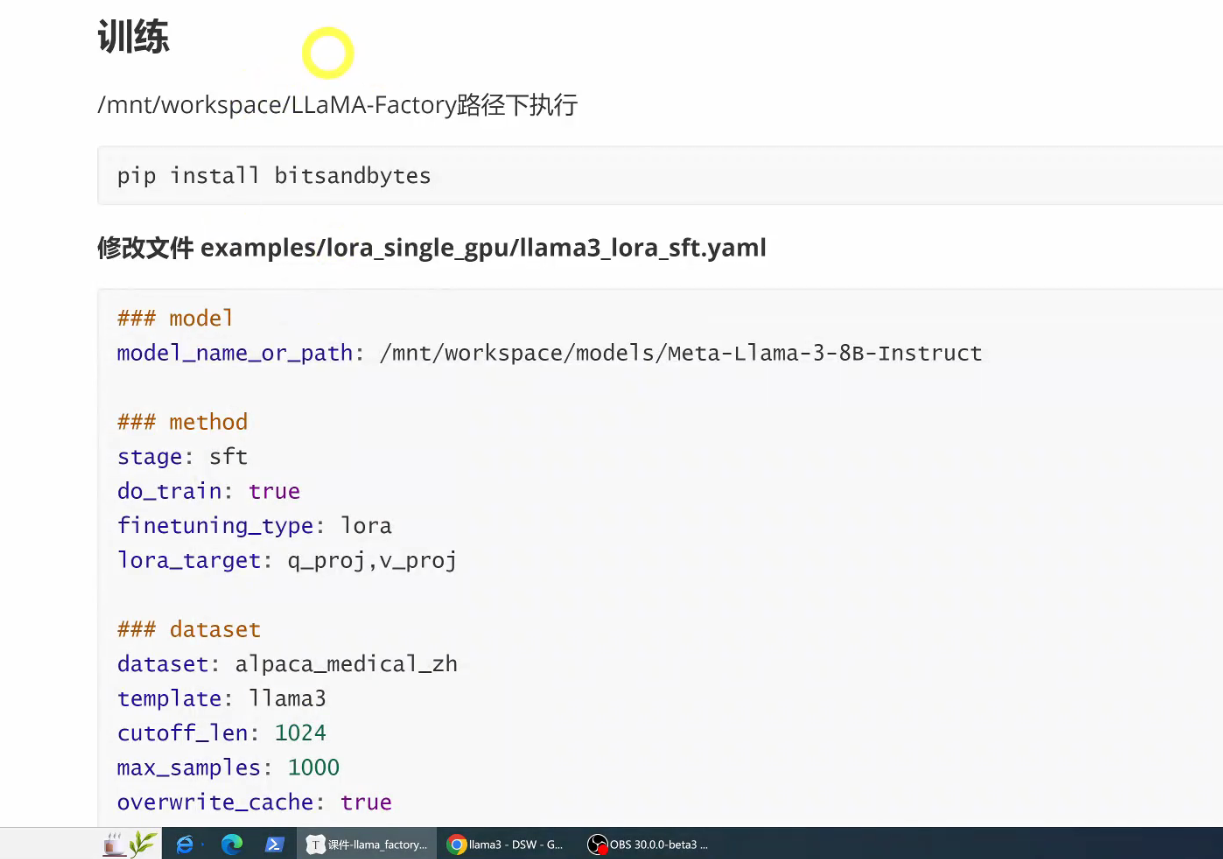 训练
/mnt/workspace/LLaMA-Factory路径下执行
pip install bitsandbytes
修改文件 examples/lora_single_gpu/llama3_lora_sft.yaml
### model
model_name_or_path: /mnt/workspace/models/Meta-Llama-3-8B-Instruct
### method
stage: sft
do_train: true
finetuning_type: lora
lora_target: q_proj,v_proj
### dataset
dataset: alpaca_medical_zh
template: llama3
cutoff_len: 1024
max_samples: 1000
overwrite_cache: true
T 课件-llama_factory... llama3 - DSW - G... OBS 30.0.0-beta3 ...